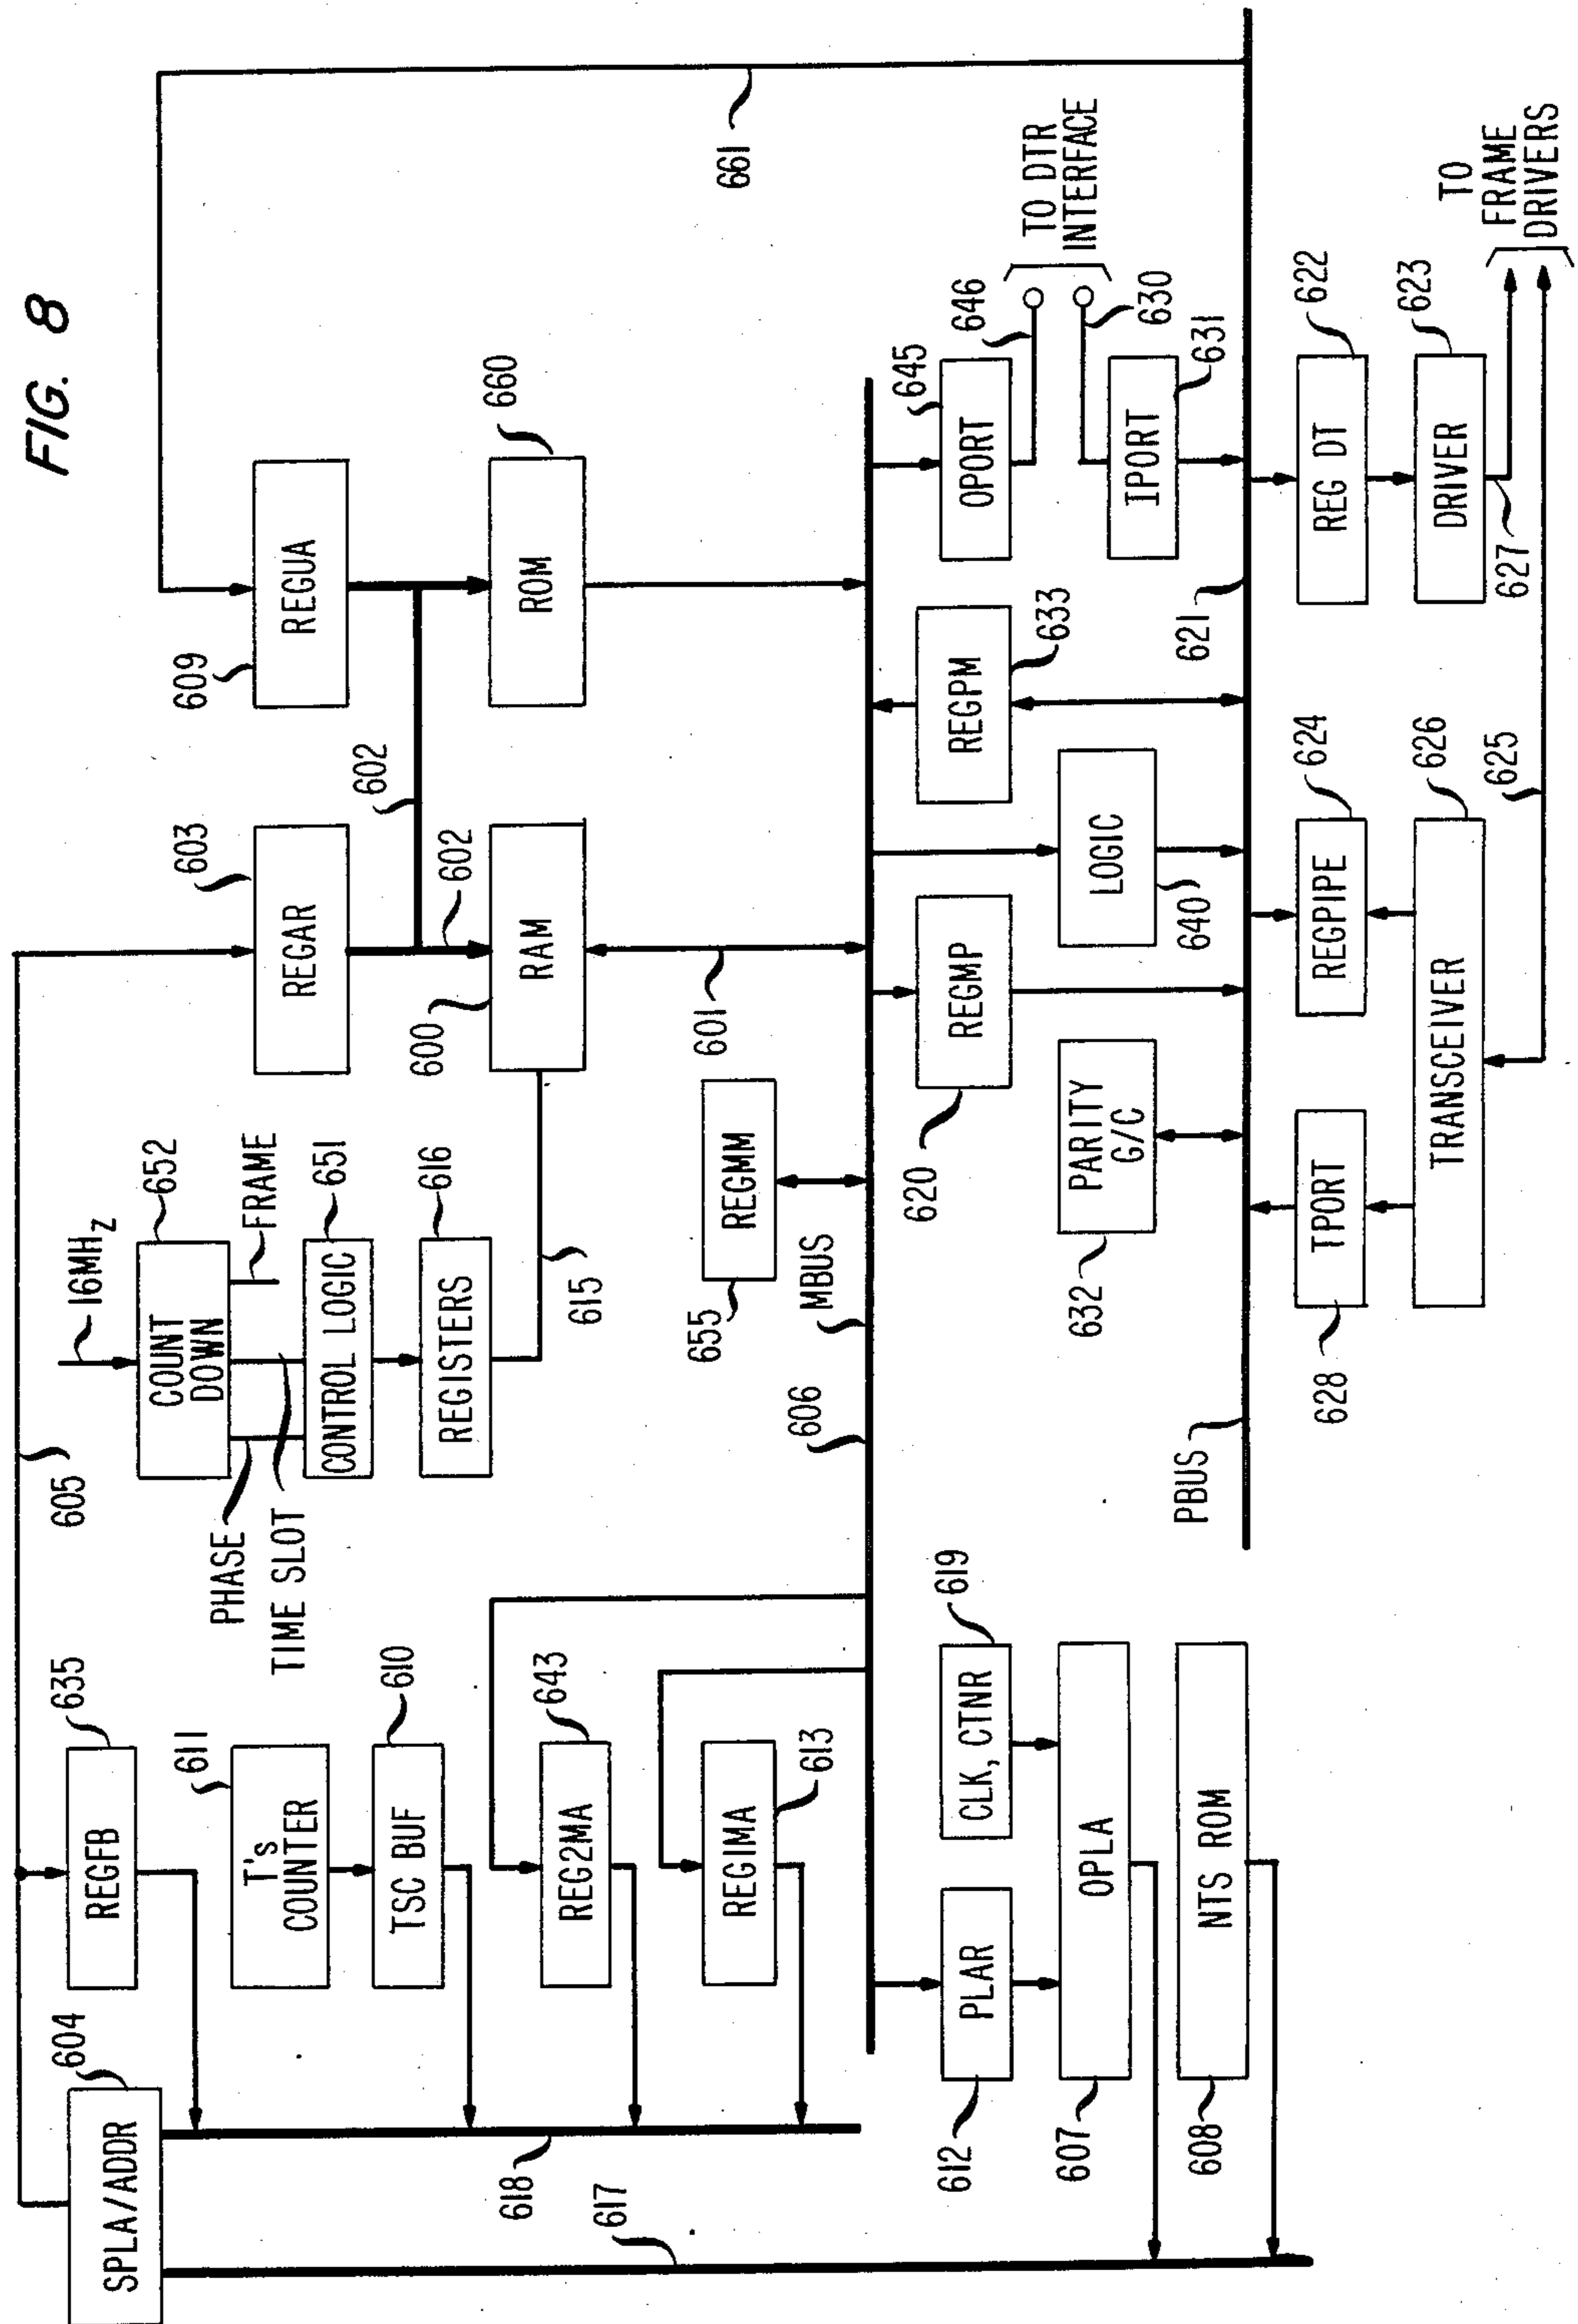 FIG. 8
605
SPLA/ADDR
604
REGFB
635
T's
COUNTER
611
TSC BUF
610
REG2MA
643
REG1MA
613
618
617
16MHz
COUNT
DOWN
652
FRAME
PHASE
TIME SLOT
CONTROL LOGIC
651
REGISTERS
616
615
REGAR
603
602
602
RAM
600
601
REGUA
609
ROM
660
661
REGMM
655
MBUS
606
PLAR
612
CLK, CTNR
619
OPLA
607
NTS ROM
608
REGMP
620
PARITY
G/C
632
LOGIC
640
REGPM
633
OPORT
645
646
TO DTR
INTERFACE
630
IPORT
631
PBUS
621
TPORT
628
REGPIPE
624
TRANSCEIVER
626
625
REG DT
622
DRIVER
623
627
TO
FRAME
DRIVERS